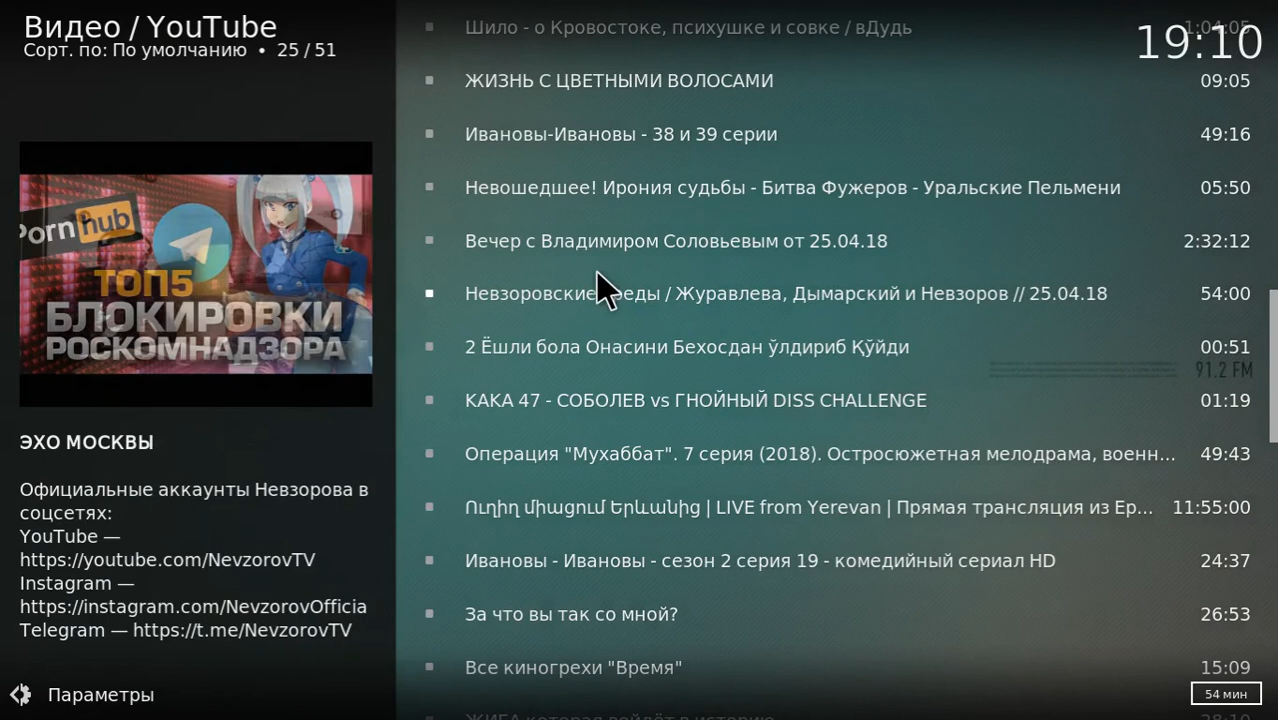 Видео / YouTube
Сорт. по: По умолчанию • 25 / 51
19:10
Porn hub
ТОП5
БЛОКИРОВКИ
РОСКОМНАДЗОРА
ЭХО МОСКВЫ
Официальные аккаунты Невзорова в
соцсетях:
YouTube —
https://youtube.com/NevzorovTV
Instagram —
https://instagram.com/NevzorovOfficia
Telegram — https://t.me/NevzorovTV
Параметры
Шило - о Кровостоке, психушке и совке / вДудь 1:04:05
ЖИЗНЬ С ЦВЕТНЫМИ ВОЛОСАМИ 09:05
Ивановы-Ивановы - 38 и 39 серии 49:16
Невошедшее! Ирония судьбы - Битва Фужеров - Уральские Пельмени 05:50
Вечер с Владимиром Соловьевым от 25.04.18 2:32:12
Невзоровские еды / Журавлева, Дымарский и Невзоров // 25.04.18 54:00
2 Ёшли бола Онасини Бехосдан ўлдириб Қўйди 00:51
91.2 FM
KAKA 47 - СОБОЛЕВ vs ГНОЙНЫЙ DISS CHALLENGE 01:19
Операция "Мухаббат". 7 серия (2018). Остросюжетная мелодрама, военн... 49:43
Ուղիղ միացում Երևանից | LIVE from Yerevan | Прямая трансляция из Ер... 11:55:00
Ивановы - Ивановы - сезон 2 серия 19 - комедийный сериал HD 24:37
За что вы так со мной? 26:53
Все киногрехи "Время" 15:09
54 мин